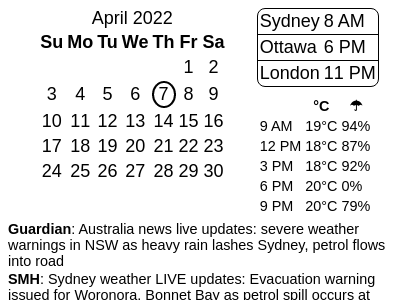 April 2022
Su Mo Tu We Th Fr Sa
1 2
3 4 5 6 7 8 9
10 11 12 13 14 15 16
17 18 19 20 21 22 23
24 25 26 27 28 29 30
Sydney 8 AM
Ottawa 6 PM
London 11 PM
°C ☂
9 AM 19°C 94%
12 PM 18°C 87%
3 PM 18°C 92%
6 PM 20°C 0%
9 PM 20°C 79%
Guardian: Australia news live updates: severe weather
warnings in NSW as heavy rain lashes Sydney, petrol flows
into road
SMH: Sydney weather LIVE updates: Evacuation warning
issued for Woronora, Bonnet Bay as petrol spill occurs at